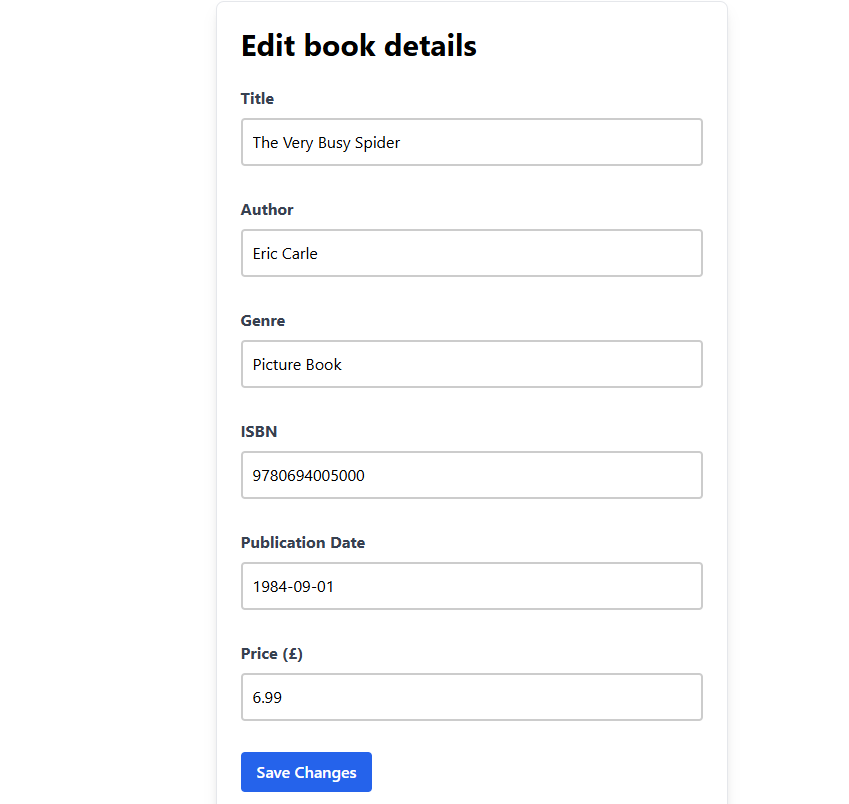 Edit book details
Title
The Very Busy Spider
Author
Eric Carle
Genre
Picture Book
ISBN
9780694005000
Publication Date
1984-09-01
Price (£)
6.99
Save Changes